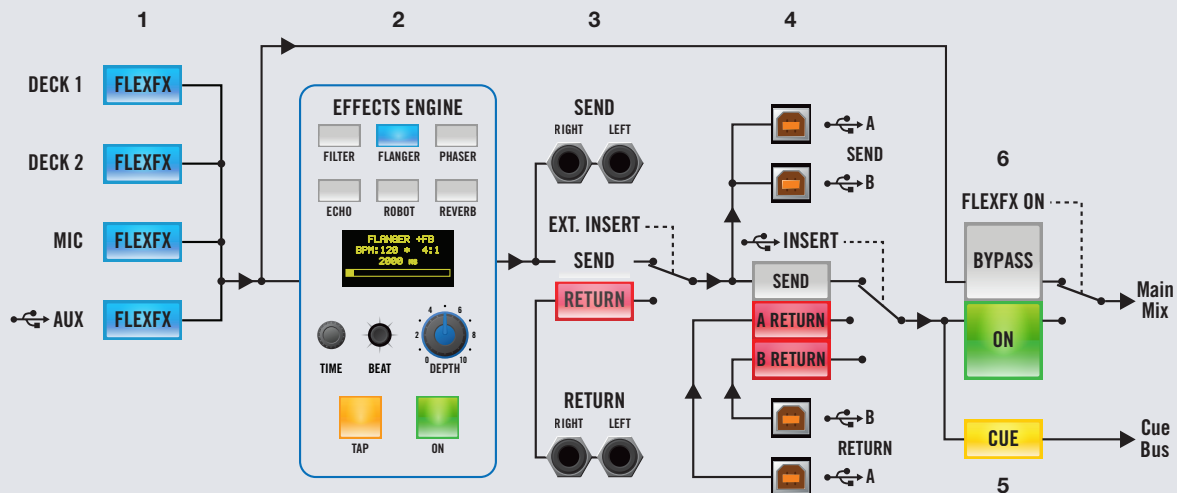 1
2
3
4
DECK 1
FLEXFX
DECK 2
FLEXFX
MIC
FLEXFX
AUX
FLEXFX
EFFECTS ENGINE
FILTER
FLANGER
PHASER
ECHO
ROBOT
REVERB
FLANGER +FB
BPM:120 * 4:1
2000 ms
TIME
BEAT
0
2
4
6
8
10
DEPTH
TAP
ON
SEND
RIGHT
LEFT
EXT. INSERT
SEND
RETURN
RETURN
RIGHT
LEFT
A
SEND
B
INSERT
SEND
A RETURN
B RETURN
B
RETURN
A
6
FLEXFX ON
BYPASS
ON
Main
Mix
CUE
Cue
Bus
5